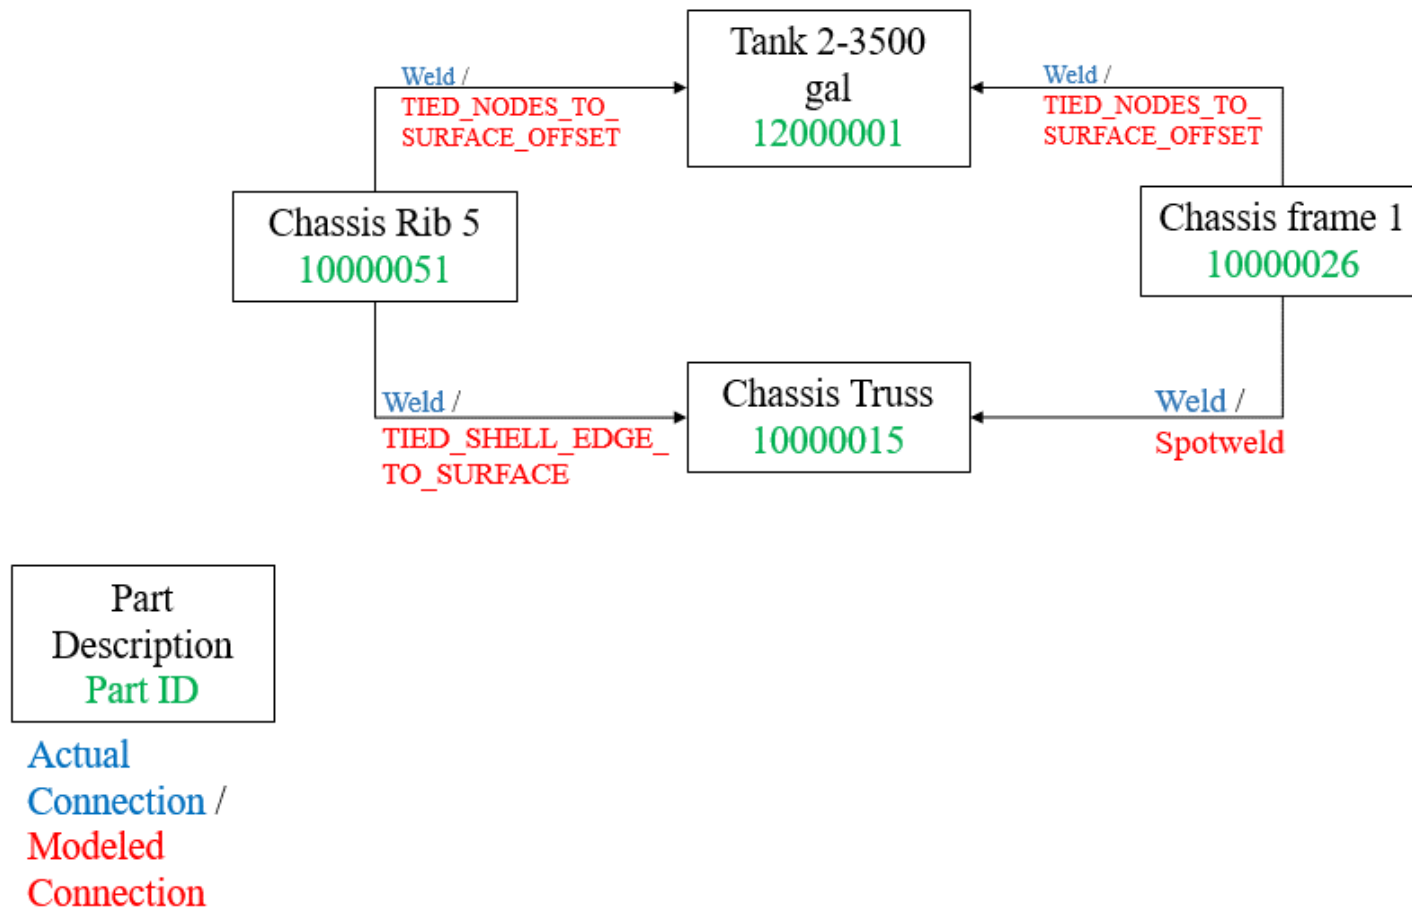 Tank 2-3500
gal
12000001
Weld /
TIED_NODES_TO_
SURFACE_OFFSET
Weld /
TIED_NODES_TO_
SURFACE_OFFSET
Chassis Rib 5
10000051
Chassis frame 1
10000026
Chassis Truss
10000015
Weld /
TIED_SHELL_EDGE_
TO_SURFACE
Weld /
Spotweld
Part
Description
Part ID
Actual
Connection /
Modeled
Connection